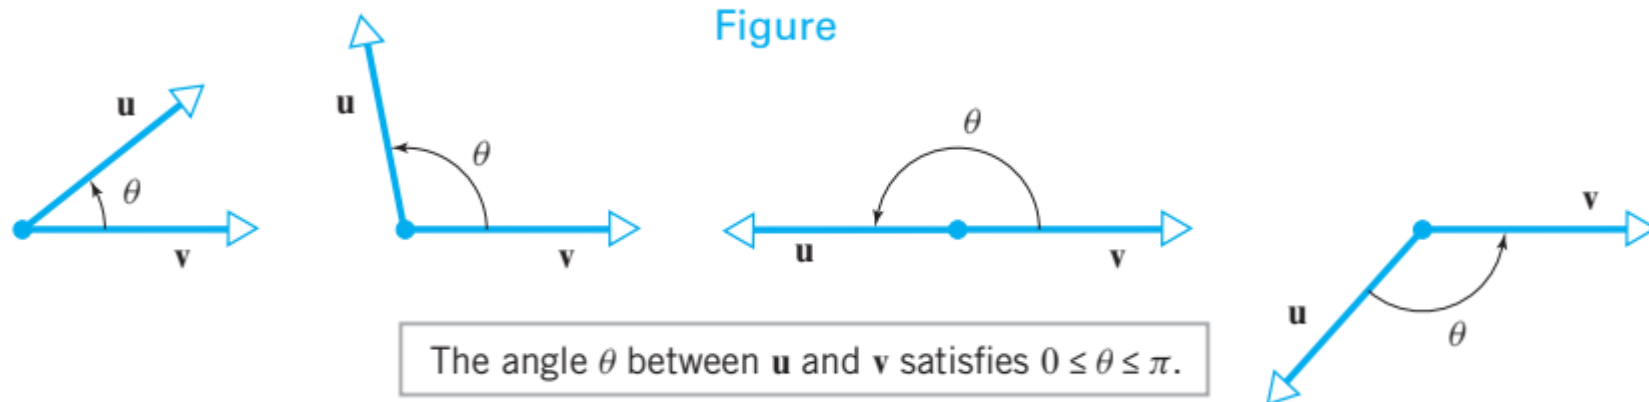 Figure
u
θ
v
u
θ
v
θ
u
v
v
u
θ
The angle θ between u and v satisfies 0 ≤ θ ≤ π.